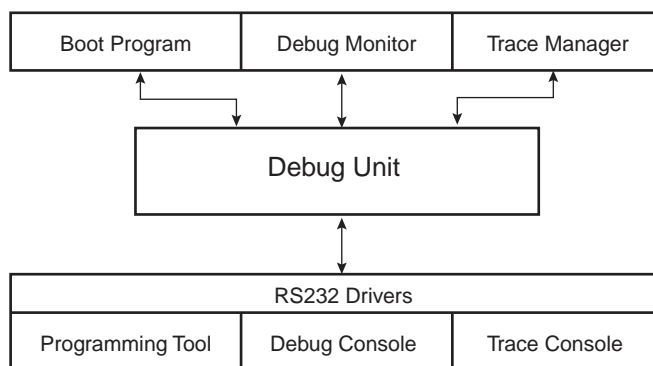 Boot Program Debug Monitor Trace Manager
Debug Unit
RS232 Drivers
Programming Tool Debug Console Trace Console